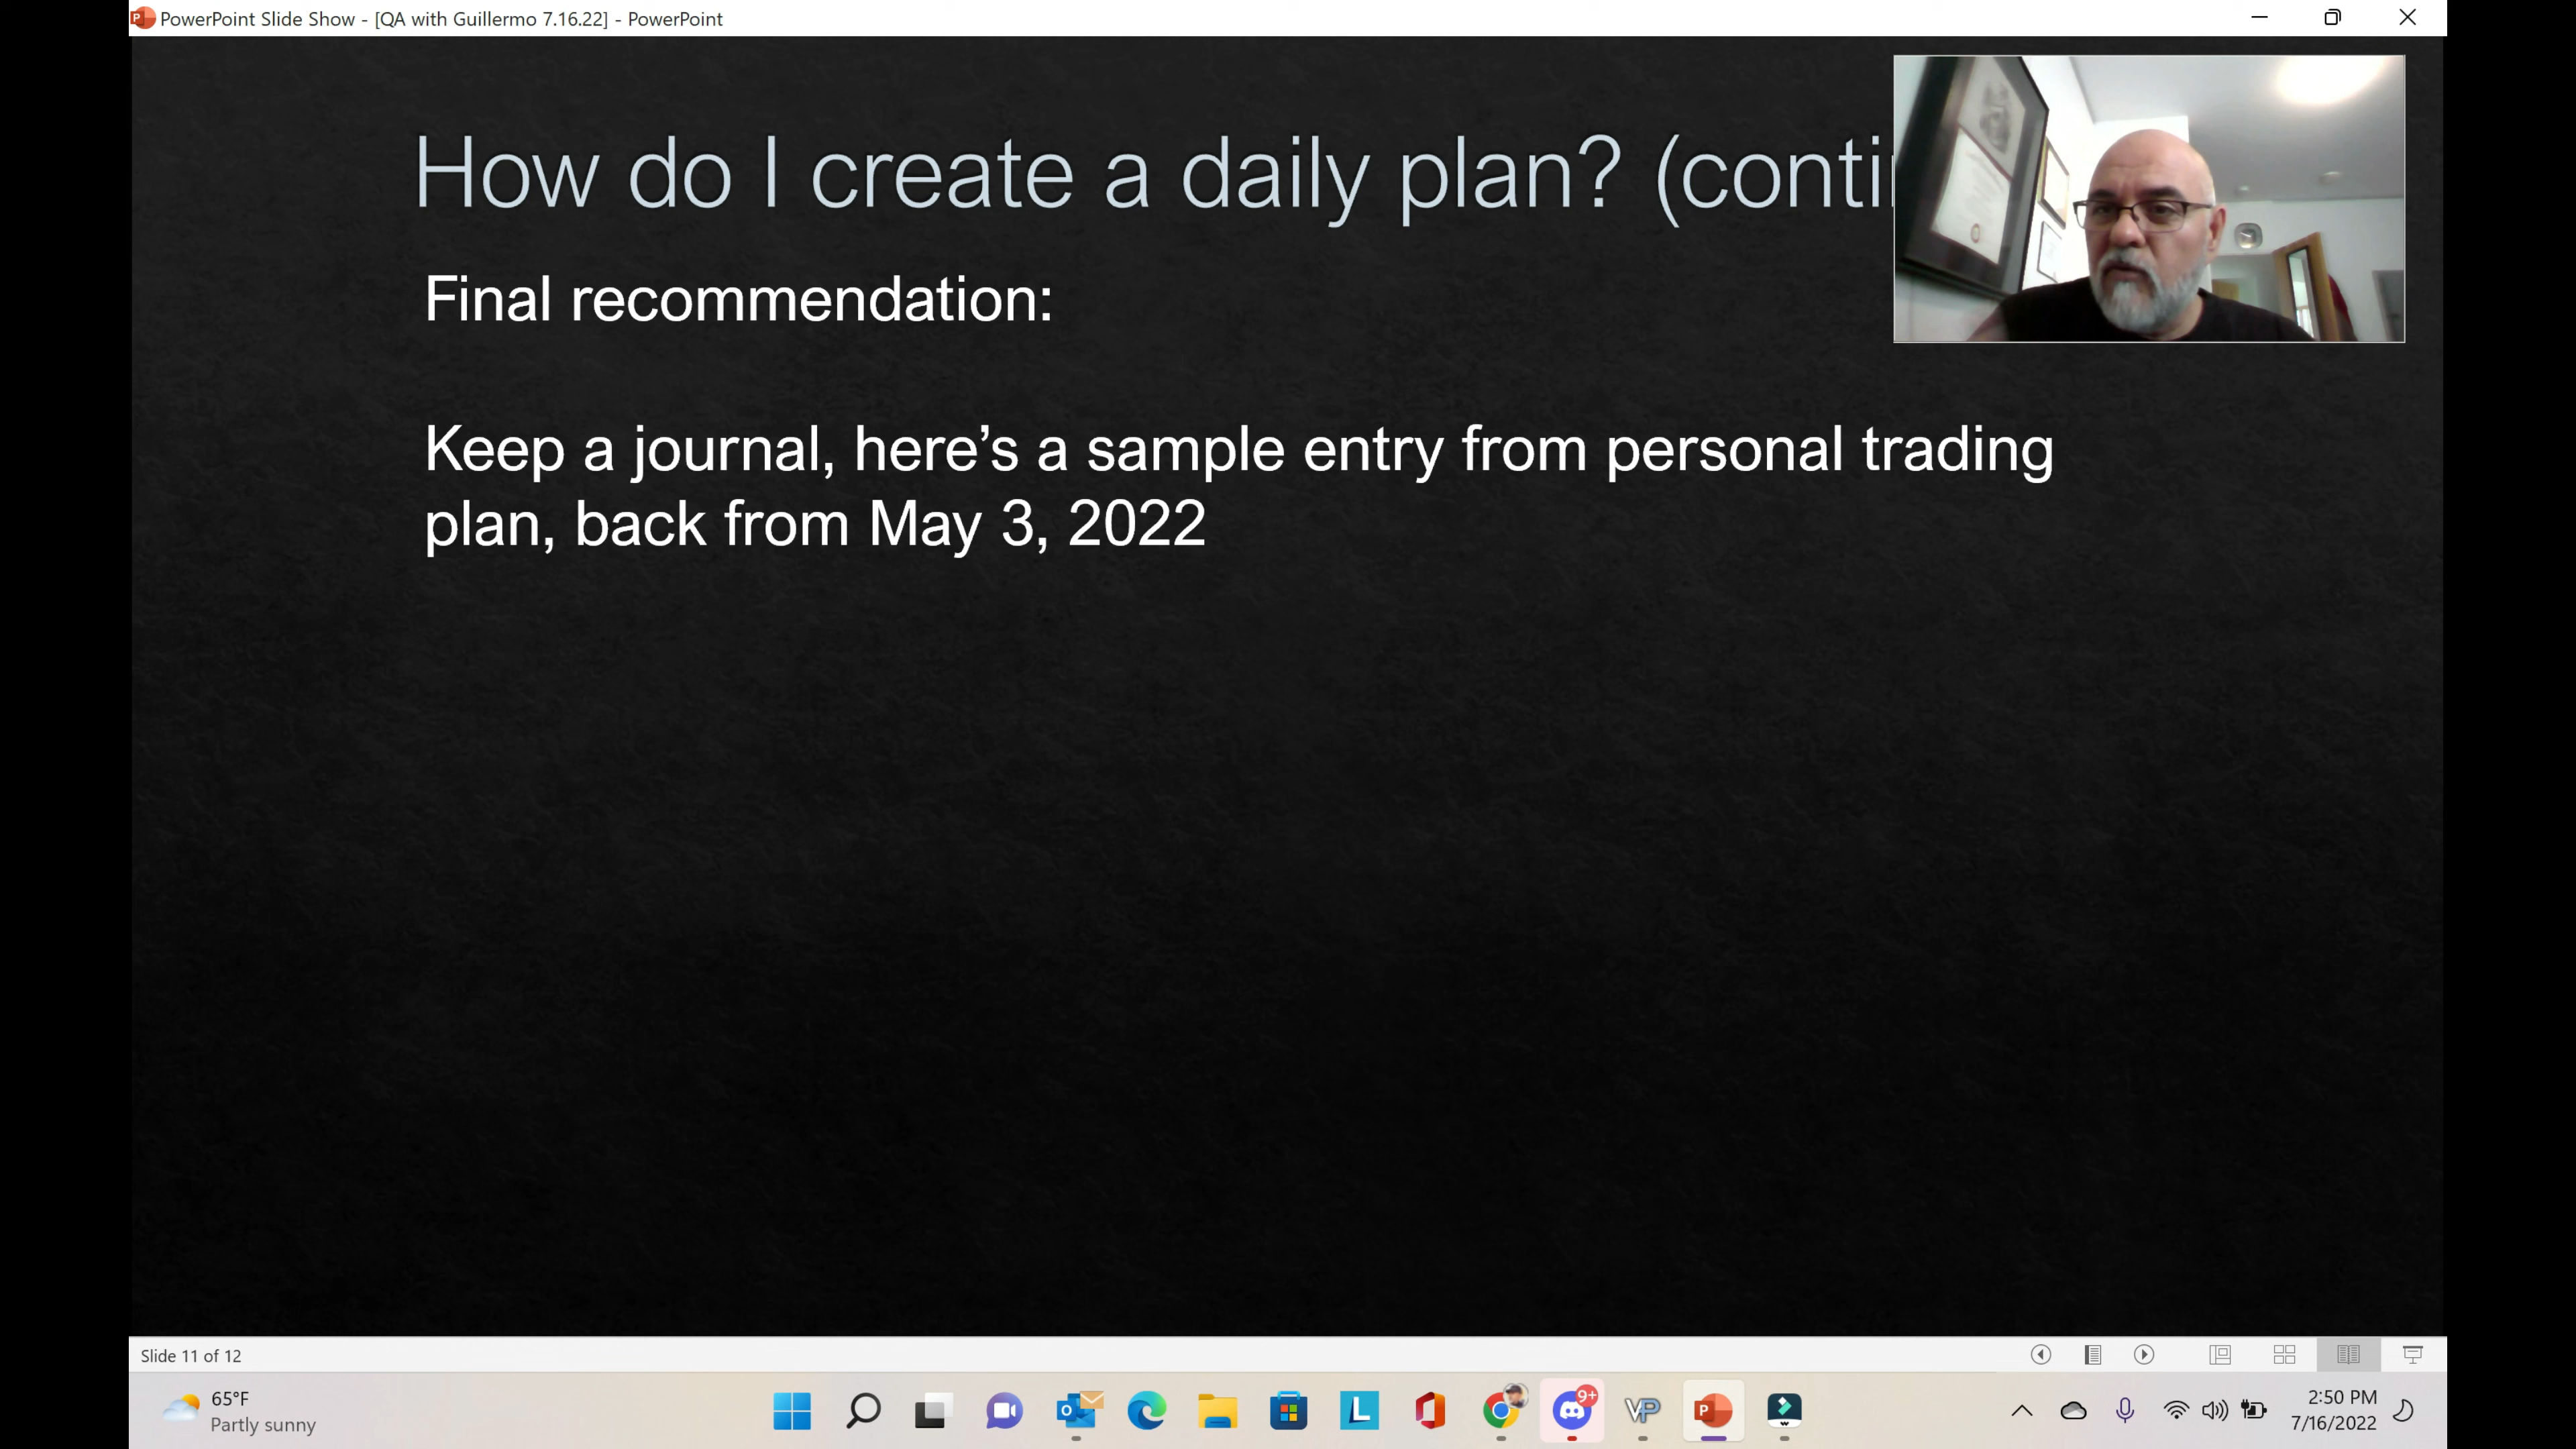 PowerPoint Slide Show - [QA with Guillermo 7.16.22] - PowerPoint
How do I create a daily plan? (conti
Final recommendation:
Keep a journal, here’s a sample entry from personal trading
plan, back from May 3, 2022
Slide 11 of 12
65°F
Partly sunny
9+
2:50 PM
7/16/2022